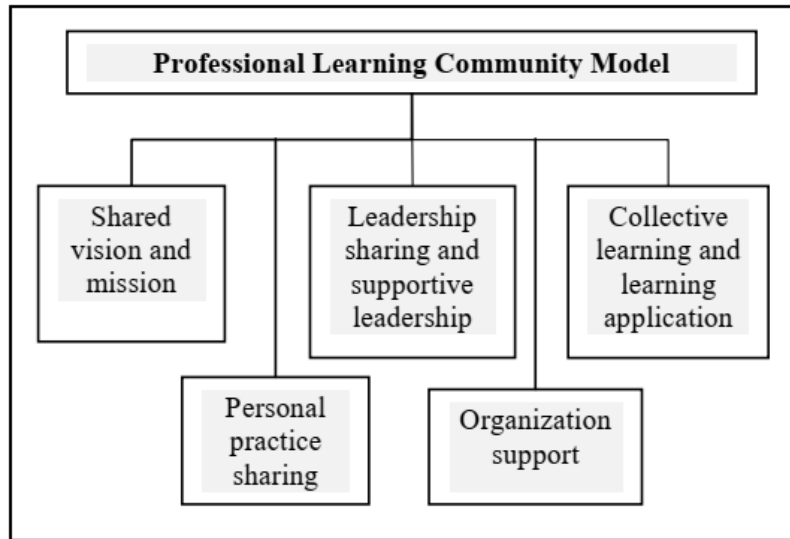 Professional Learning Community Model
Shared
vision and
mission
Leadership
sharing and
supportive
leadership
Collective
learning and
learning
application
Personal
practice
sharing
Organization
support